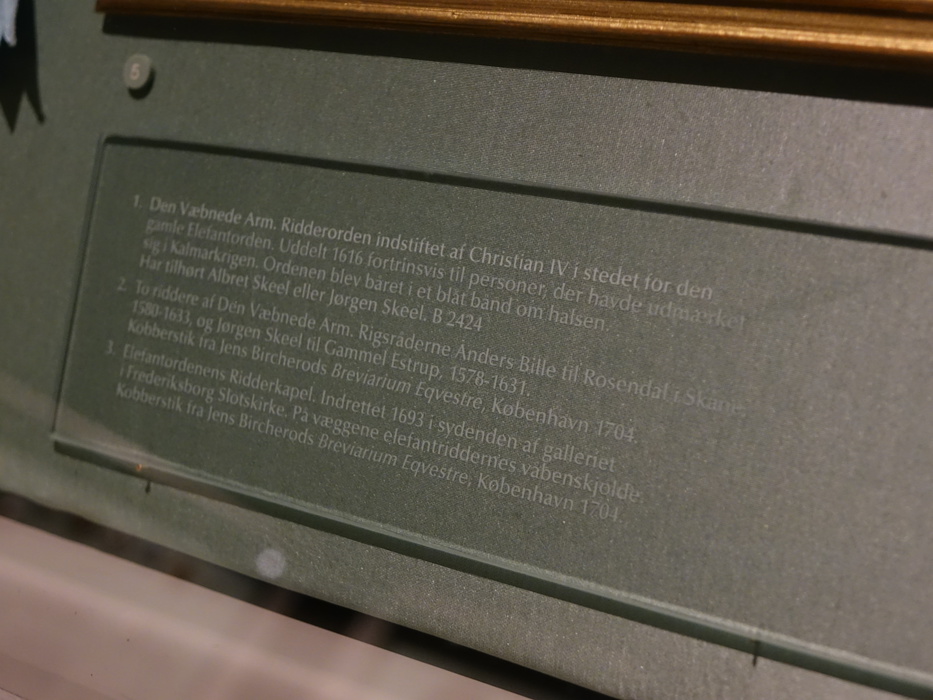 5
1. Den Væbnede Arm. Ridderorden indstiftet af Christian IV i stedet for den
gamle Elefantorden. Uddelt 1616 fortrinsvis til personer, der havde udmærket
sig i Kalmarkrigen. Ordenen blev båret i et blåt bånd om halsen.
Har tilhørt Albret Skeel eller Jørgen Skeel. B 2424
2. To riddere af Den Væbnede Arm. Rigsråderne Anders Bille til Rosendal i Skåne
1580-1633, og Jørgen Skeel til Gammel Estrup, 1578-1631.
Kobberstik fra Jens Bircherods Breviarium Eqvestre, København 1704.
3. Elefantordenens Ridderkapel. Indrettet 1693 i sydenden af galleriet
i Frederiksborg Slotskirke. På væggene elefantriddernes våbenskjolde.
Kobberstik fra Jens Bircherods Breviarium Eqvestre, København 1704.